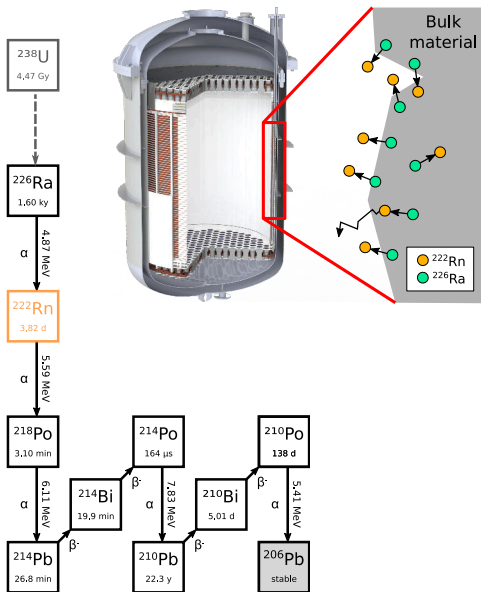 ²³⁸U
4,47 Gy
²²⁶Ra
1,60 ky
α
4.87 MeV
²²²Rn
3,82 d
α
5.59 MeV
²¹⁸Po
3,10 min
α
6.11 MeV
²¹⁴Pb
26.8 min
β⁻
²¹⁴Bi
19,9 min
β⁻
²¹⁴Po
164 µs
α
7.83 MeV
²¹⁰Pb
22.3 y
β⁻
²¹⁰Bi
5,01 d
β⁻
²¹⁰Po
138 d
α
5.41 MeV
²⁰⁶Pb
stable
Bulk
material
²²²Rn
²²⁶Ra